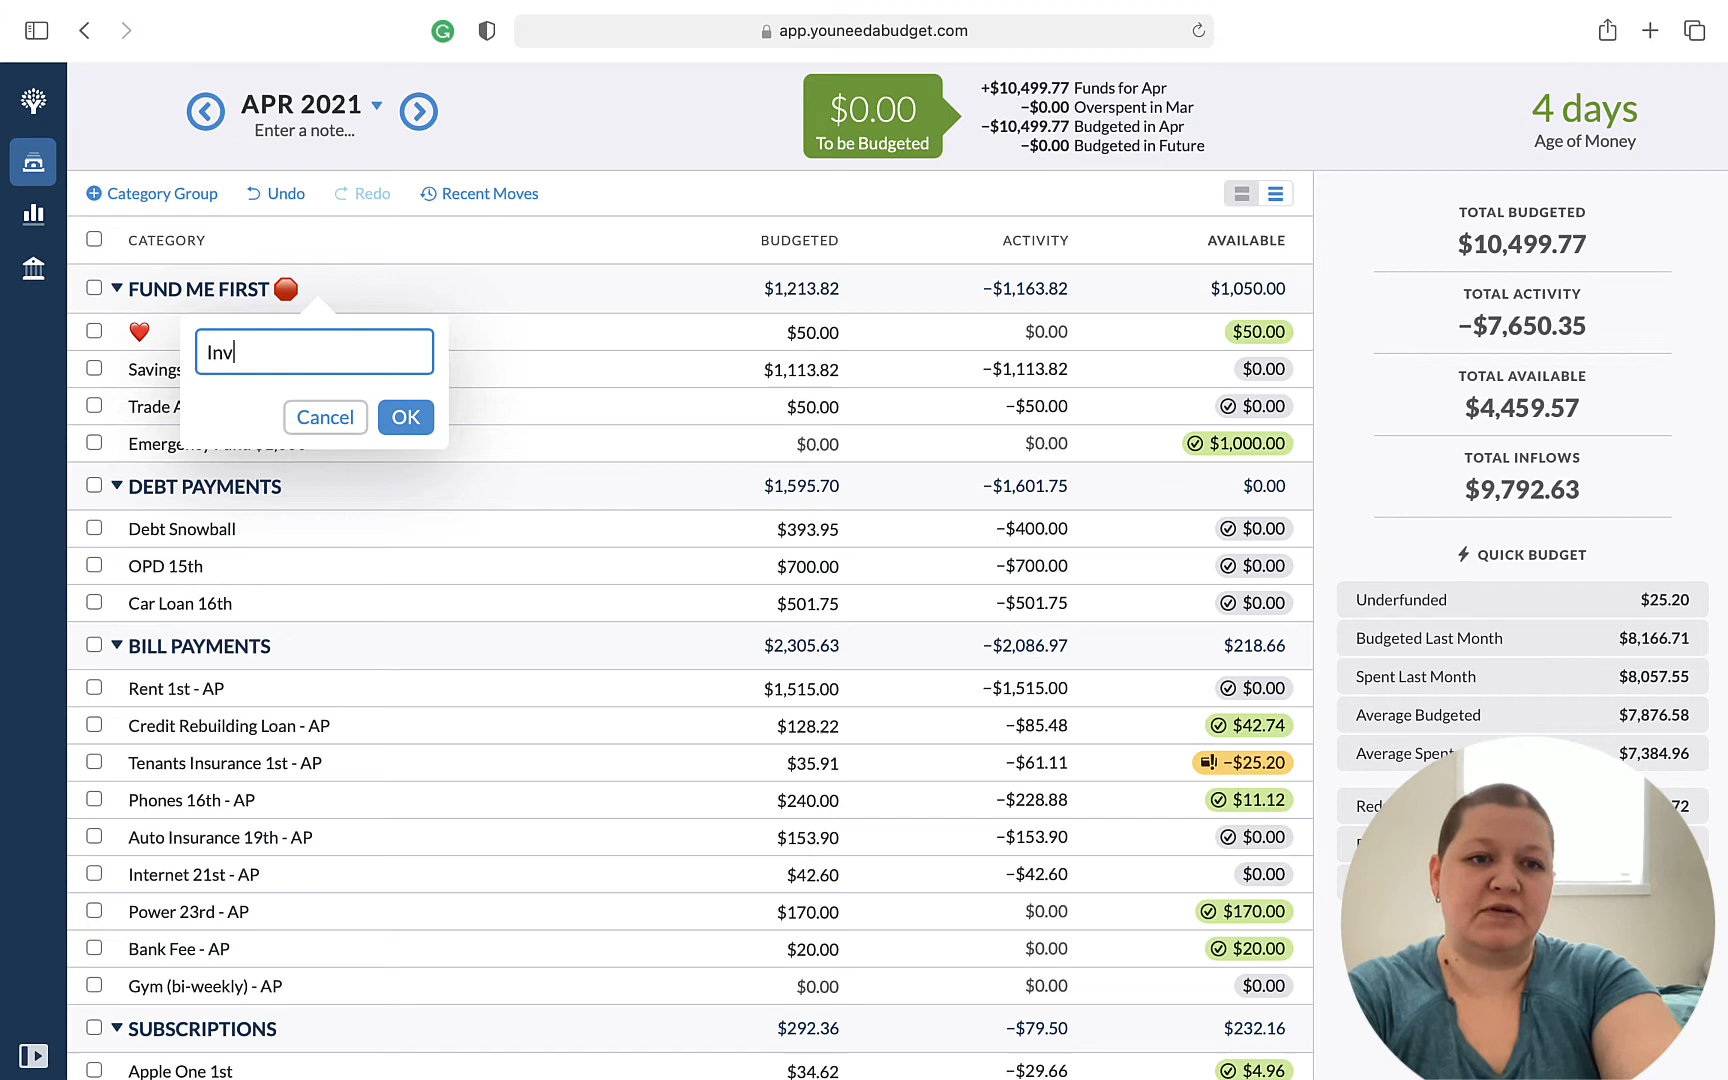 app.youneedabudget.com
APR 2021
Enter a note...
$0.00
To be Budgeted
+$10,499.77 Funds for Apr
−$0.00 Overspent in Mar
−$10,499.77 Budgeted in Apr
−$0.00 Budgeted in Future
4 days
Age of Money
Category Group Undo Redo Recent Moves
CATEGORY BUDGETED ACTIVITY AVAILABLE
FUND ME FIRST $1,213.82 −$1,163.82 $1,050.00
$50.00 $0.00 $50.00
Inv
Savings $1,113.82 −$1,113.82 $0.00
Trade A $50.00 −$50.00 $0.00
Cancel OK
Emergency Fund $1,000 $0.00 $0.00 $1,000.00
DEBT PAYMENTS $1,595.70 −$1,601.75 $0.00
Debt Snowball $393.95 −$400.00 $0.00
OPD 15th $700.00 −$700.00 $0.00
Car Loan 16th $501.75 −$501.75 $0.00
BILL PAYMENTS $2,305.63 −$2,086.97 $218.66
Rent 1st - AP $1,515.00 −$1,515.00 $0.00
Credit Rebuilding Loan - AP $128.22 −$85.48 $42.74
Tenants Insurance 1st - AP $35.91 −$61.11 −$25.20
Phones 16th - AP $240.00 −$228.88 $11.12
Auto Insurance 19th - AP $153.90 −$153.90 $0.00
Internet 21st - AP $42.60 −$42.60 $0.00
Power 23rd - AP $170.00 $0.00 $170.00
Bank Fee - AP $20.00 $0.00 $20.00
Gym (bi-weekly) - AP $0.00 $0.00 $0.00
SUBSCRIPTIONS $292.36 −$79.50 $232.16
Apple One 1st $34.62 −$29.66 $4.96
TOTAL BUDGETED
$10,499.77
TOTAL ACTIVITY
−$7,650.35
TOTAL AVAILABLE
$4,459.57
TOTAL INFLOWS
$9,792.63
QUICK BUDGET
Underfunded $25.20
Budgeted Last Month $8,166.71
Spent Last Month $8,057.55
Average Budgeted $7,876.58
Average Spent $7,384.96
Red 72